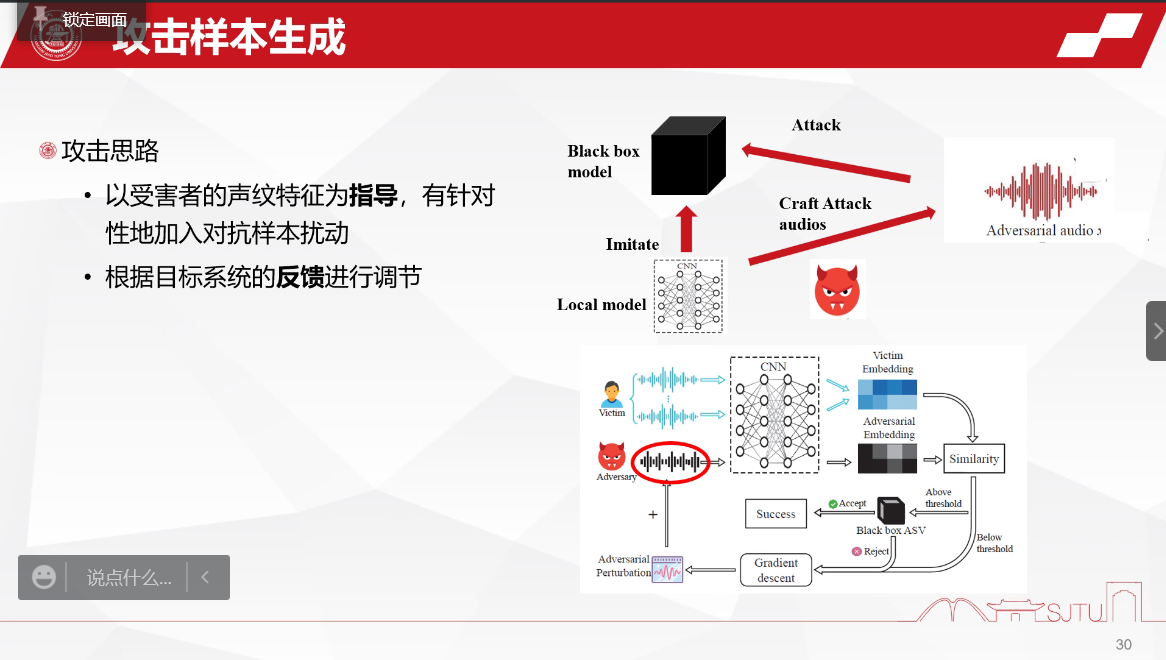 锁定画面
攻击样本生成
攻击思路
• 以受害者的声纹特征为指导，有针对
性地加入对抗样本扰动
• 根据目标系统的反馈进行调节
Attack
Black box
model
Craft Attack
audios
Imitate
Adversarial audio x
CNN
Local model
Victim
Embedding
CNN
Victim
Adversarial
Embedding
Adversary
Similarity
Above
threshold
Accept
Success
Black box ASV
+
Below
threshold
Reject
Adversarial
Perturbation
Gradient
descent
说点什么...
SJTU
30